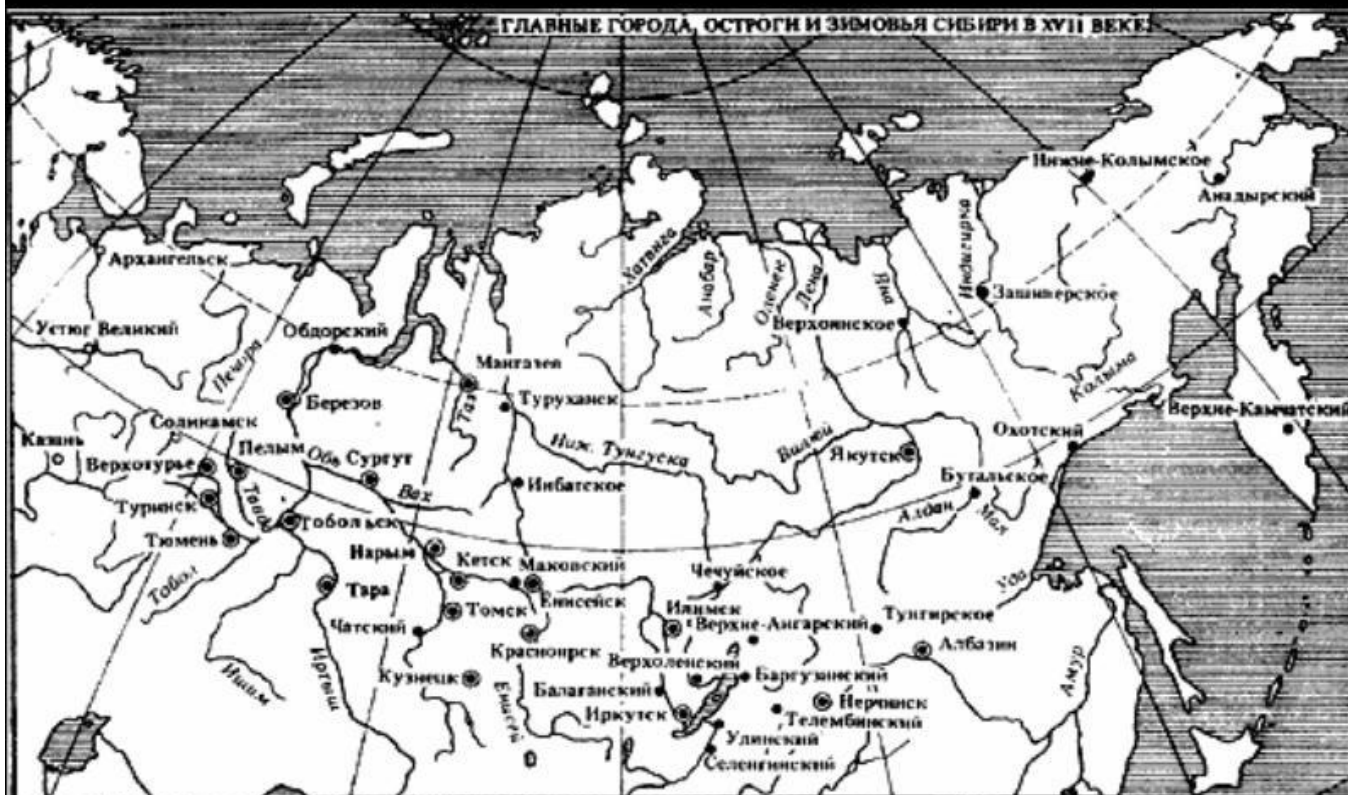 ГЛАВНЫЕ ГОРОДА, ОСТРОГИ И ЗИМОВЬЯ СИБИРИ В XVII ВЕКЕ
Нижне-Колымское
Анадырский
Архангельск
Хатанга
Анабар
Оленек
Лена
Яна
Индигирка
Зашиверское
Устюг Великий
Обдорский
Верхоянское
Печора
Мангазея
Колыма
Березов
Таз
Туруханск
Солинамск
Верхне-Камчатский
Казань
Пелым
Обь
Сургут
Ниж. Тунгуска
Вилюй
Якутск
Охотский
Верхотурье
Вах
Инбатское
Бутальское
Туринск
Тавда
Алдан
Мая
Тюмень
Тобольск
Нарым
Кетск
Маковский
Чечуйское
Уда
Тобол
Тара
Томск
Енисейск
Илимск
Тунгирское
Чатский
Верхне-Ангарский
Албазин
Красноярск
Верхоленский
Ишим
Иртыш
Кузнецк
Енисей
Балаганский
Баргузинский
Амур
Иркутск
Нерчинск
Телембинский
Удинский
Селенгинский